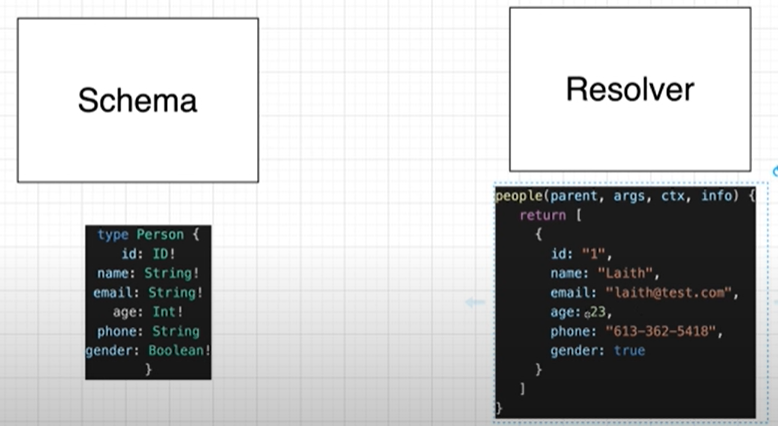 Schema
Resolver
type Person {
id: ID!
name: String!
email: String!
age: Int!
phone: String
gender: Boolean!
}
people(parent, args, ctx, info) {
return [
{
id: "1",
name: "Laith",
email: "laith@test.com",
age: 23,
phone: "613-362-5418",
gender: true
}
]
}